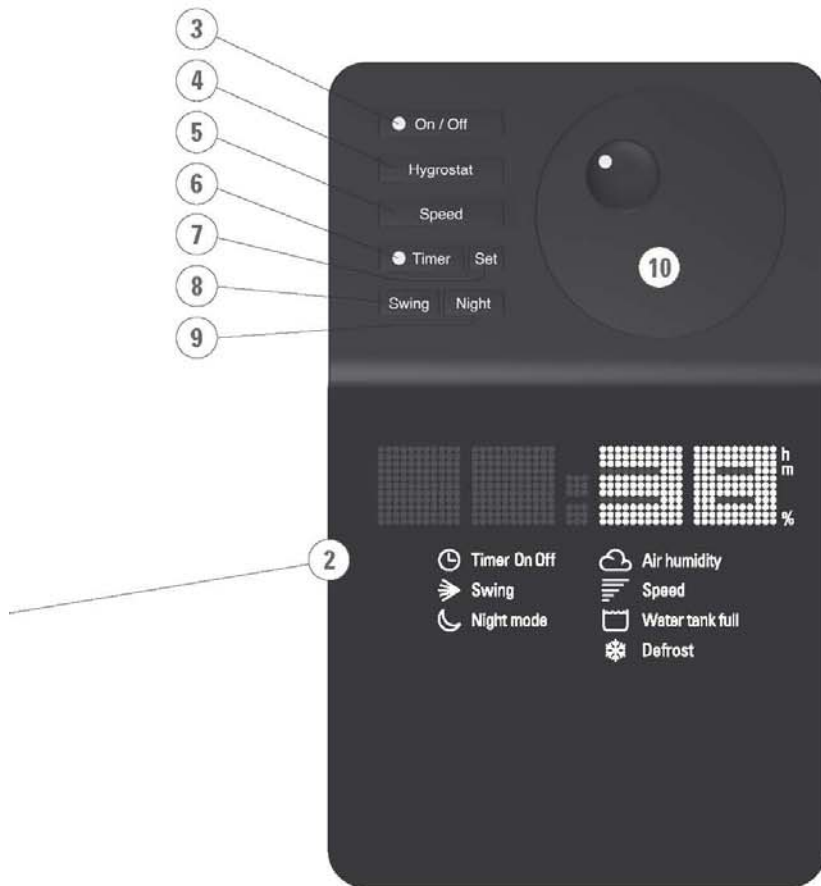 3
On / Off
4
Hygrostat
5
Speed
6
Timer Set
7
8
Swing Night
9
10
38
h
m
%
2
Timer On Off Air humidity
Swing Speed
Night mode Water tank full
Defrost